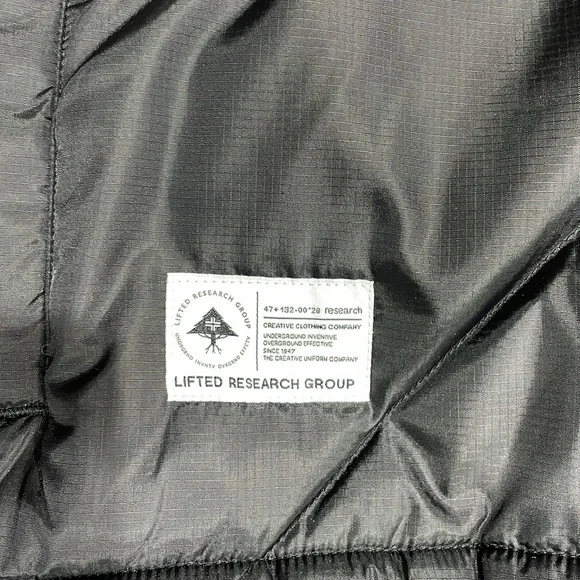 LIFTED RESEARCH GROUP
47+132-00°28 research
CREATIVE CLOTHING COMPANY
UNDERGROUND INVENTIVE
OVERGROUND EFFECTIVE
SINCE 1947
THE CREATIVE UNIFORM COMPANY
LIFTED RESEARCH GROUP